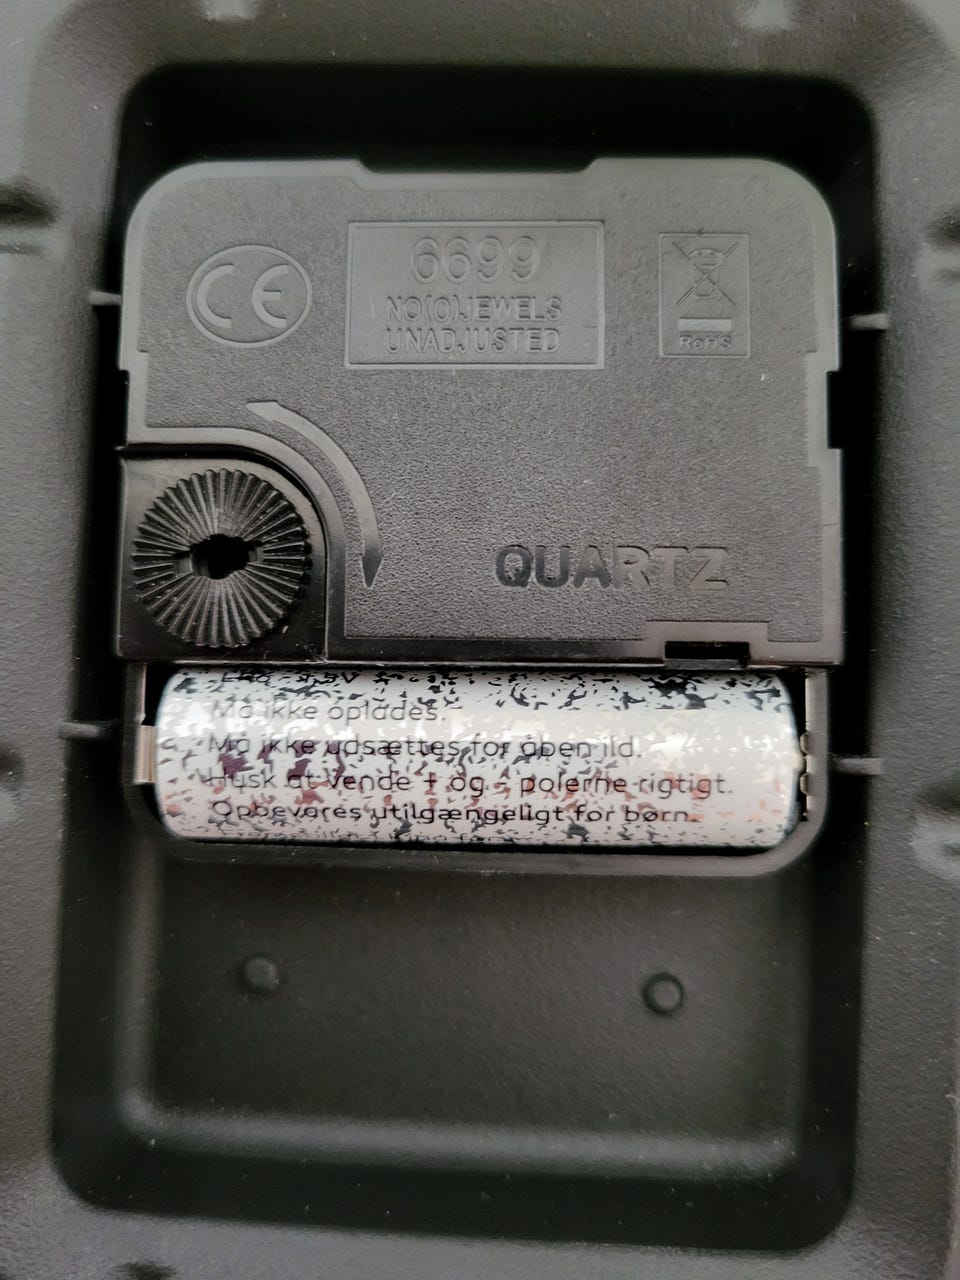 CE
6699
NO(0)JEWELS
UNADJUSTED
RoHS
QUARTZ
Må ikke oplades.
Må ikke udsættes for åben ild.
Husk at vende + og - polerne rigtigt.
Opbevares utilgængeligt for børn.